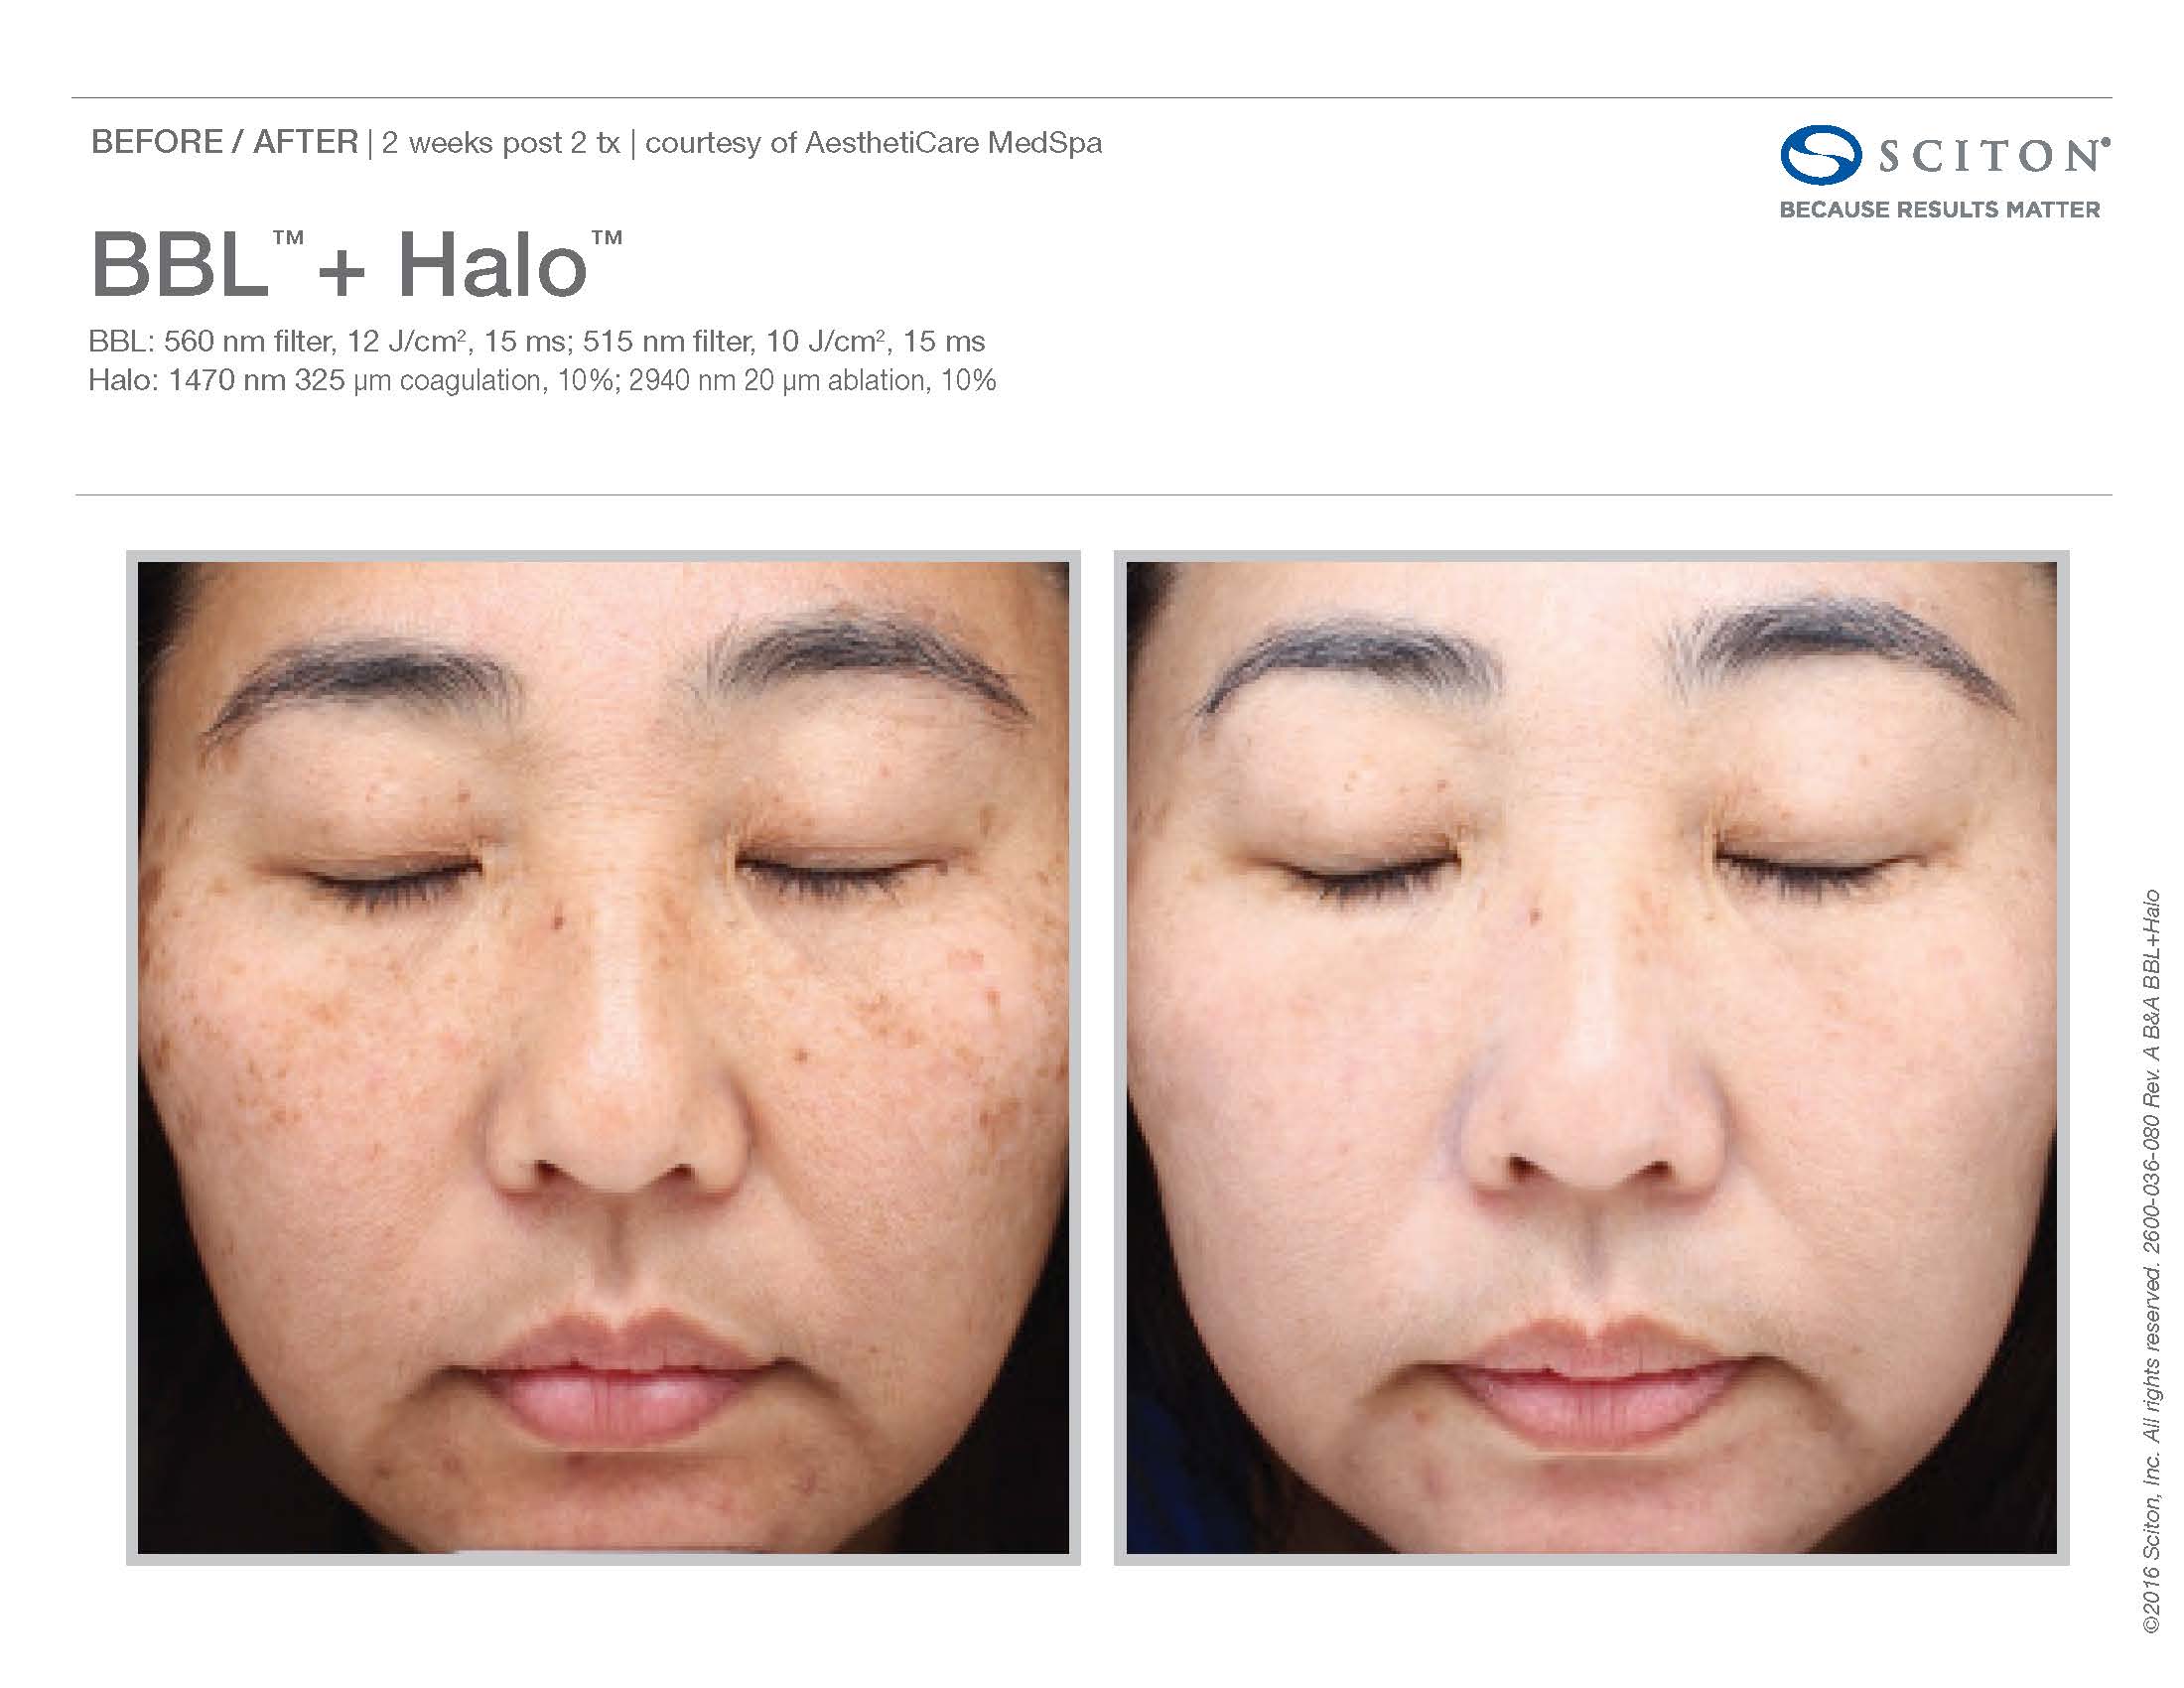 BEFORE / AFTER | 2 weeks post 2 tx | courtesy of AesthetiCare MedSpa
SCITON®
BECAUSE RESULTS MATTER
BBL™ + Halo™
BBL: 560 nm filter, 12 J/cm², 15 ms; 515 nm filter, 10 J/cm², 15 ms
Halo: 1470 nm 325 µm coagulation, 10%; 2940 nm 20 µm ablation, 10%
©2016 Sciton, Inc. All rights reserved. 2600-036-080 Rev. A B&A BBL+Halo